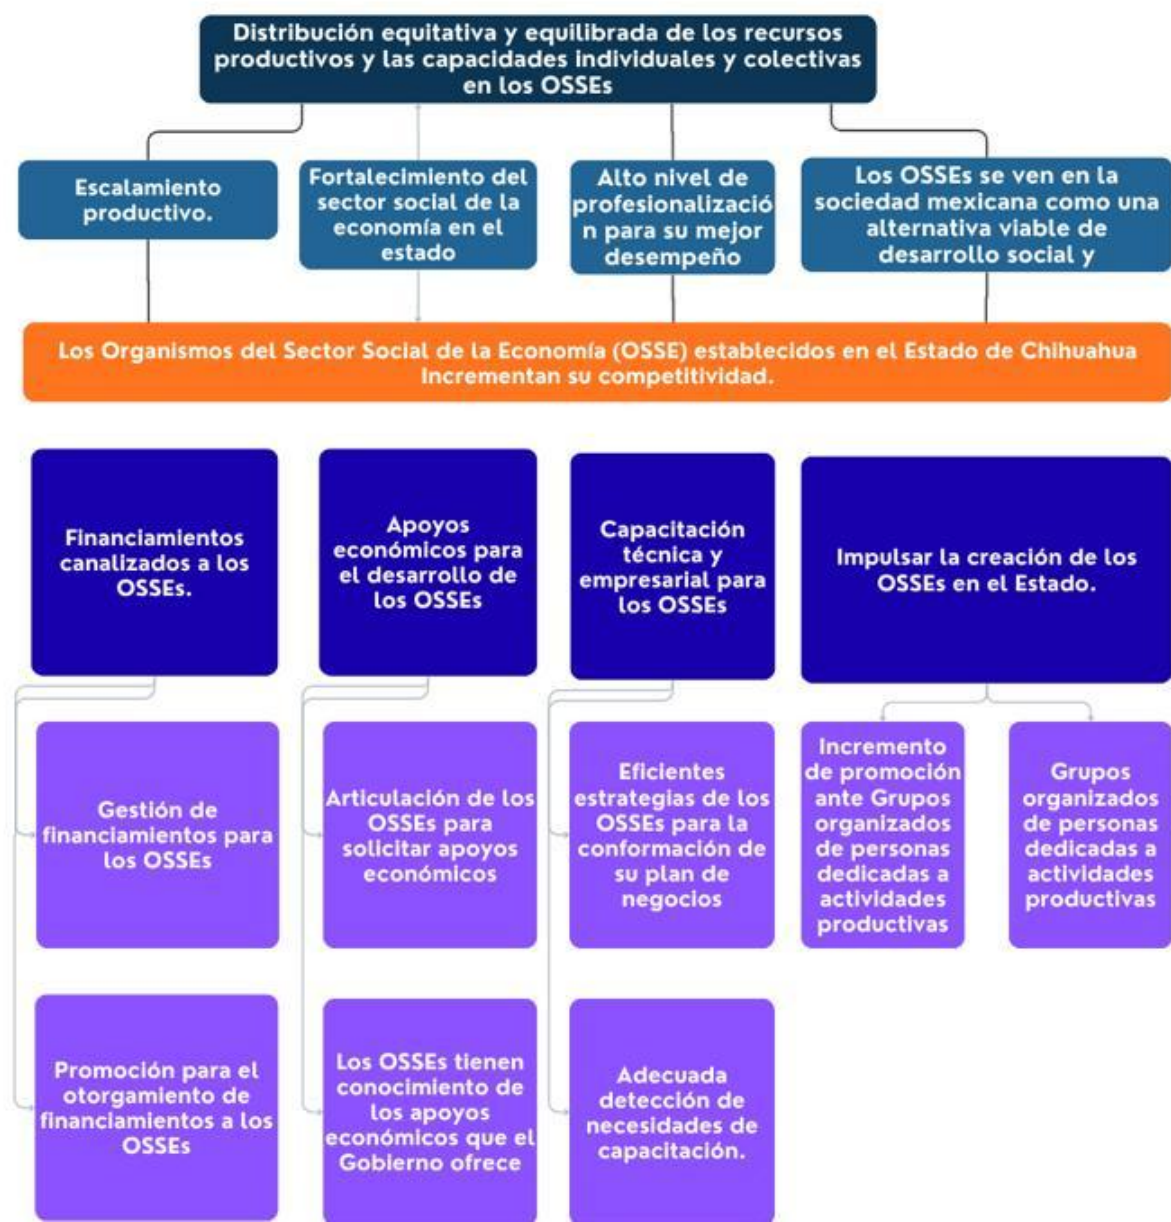 Distribución equitativa y equilibrada de los recursos
productivos y las capacidades individuales y colectivas
en los OSSEs
Escalamiento
productivo.
Fortalecimiento del
sector social de la
economía en el
estado
Alto nivel de
profesionalizació
n para su mejor
desempeño
Los OSSEs se ven en la
sociedad mexicana como una
alternativa viable de
desarrollo social y
Los Organismos del Sector Social de la Economía (OSSE) establecidos en el Estado de Chihuahua
Incrementan su competitividad.
Financiamientos
canalizados a los
OSSEs.
Apoyos
económicos para
el desarrollo de
los OSSEs
Capacitación
técnica y
empresarial para
los OSSEs
Impulsar la creación de los
OSSEs en el Estado.
Gestión de
financiamientos para
los OSSEs
Articulación de los
OSSEs para
solicitar apoyos
económicos
Eficientes
estrategias de los
OSSEs para la
conformación de
su plan de
negocios
Incremento
de promoción
ante Grupos
organizados
de personas
dedicadas a
actividades
productivas
Grupos
organizados
de personas
dedicadas a
actividades
productivas
Promoción para el
otorgamiento de
financiamientos a los
OSSEs
Los OSSEs tienen
conocimiento de
los apoyos
económicos que el
Gobierno ofrece
Adecuada
detección de
necesidades de
capacitación.